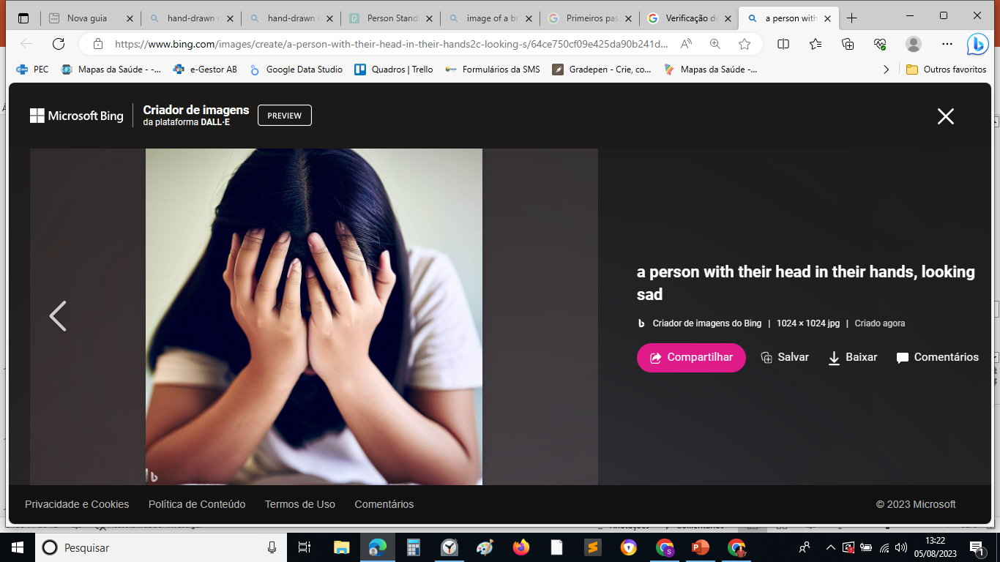 Nova guia
hand-drawn r
hand-drawn r
Person Standi
image of a br
Primeiros pas
Verificação de
a person with
https://www.bing.com/images/create/a-person-with-their-head-in-their-hands2c-looking-s/64ce750cf09e425da90b241d...
PEC
Mapas da Saúde - -...
e-Gestor AB
Google Data Studio
Quadros | Trello
Formulários da SMS
Gradepen - Crie, co...
Mapas da Saúde -...
Outros favoritos
Microsoft Bing
Criador de imagens
da plataforma DALL·E
PREVIEW
a person with their head in their hands, looking
sad
Criador de imagens do Bing | 1024 × 1024 jpg | Criado agora
Compartilhar
Salvar
Baixar
Comentários
Privacidade e Cookies
Política de Conteúdo
Termos de Uso
Comentários
© 2023 Microsoft
Pesquisar
13:22
05/08/2023
1